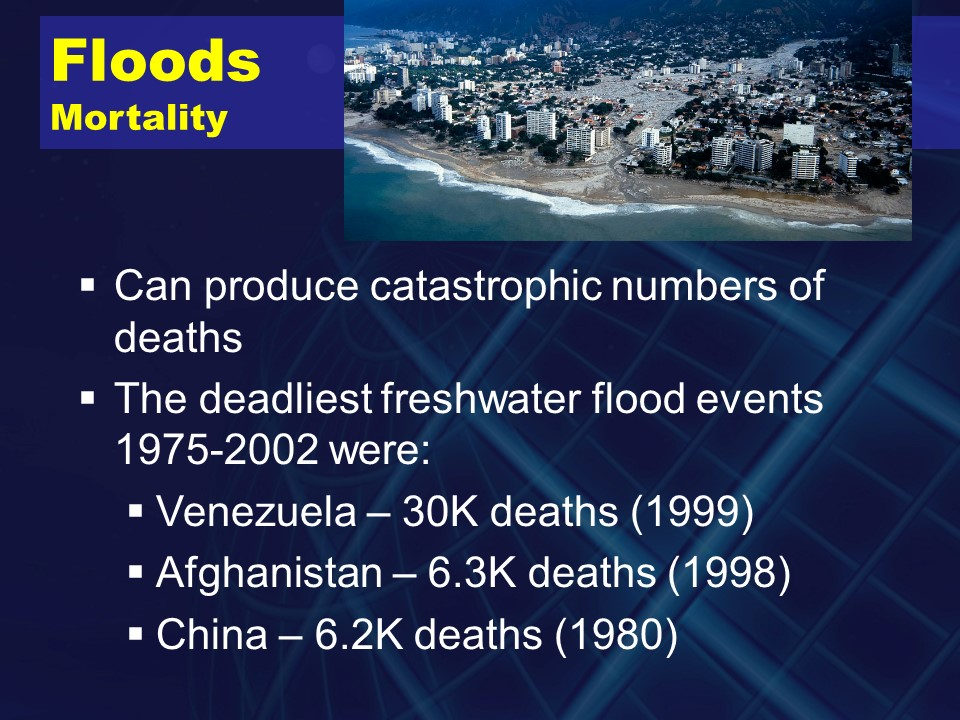 Floods
Mortality
▪ Can produce catastrophic numbers of
deaths
▪ The deadliest freshwater flood events
1975-2002 were:
▪ Venezuela – 30K deaths (1999)
▪ Afghanistan – 6.3K deaths (1998)
▪ China – 6.2K deaths (1980)